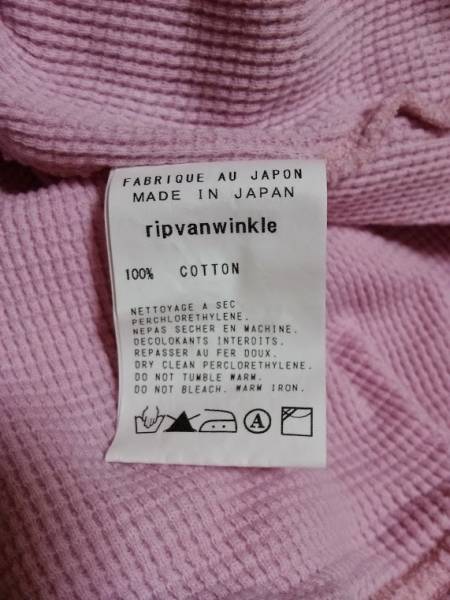 FABRIQUE AU JAPON
MADE IN JAPAN
ripvanwinkle
100% COTTON
NETTOYAGE A SEC
PERCHLORETHYLENE.
NEPAS SECHER EN MACHINE.
DECOLOKANTS INTERDITS.
REPASSER AU FER DOUX.
DRY CLEAN PERCLORETHYLENE.
DO NOT TUMBLE WARM.
DO NOT BLEACH. WARM IRON.
A